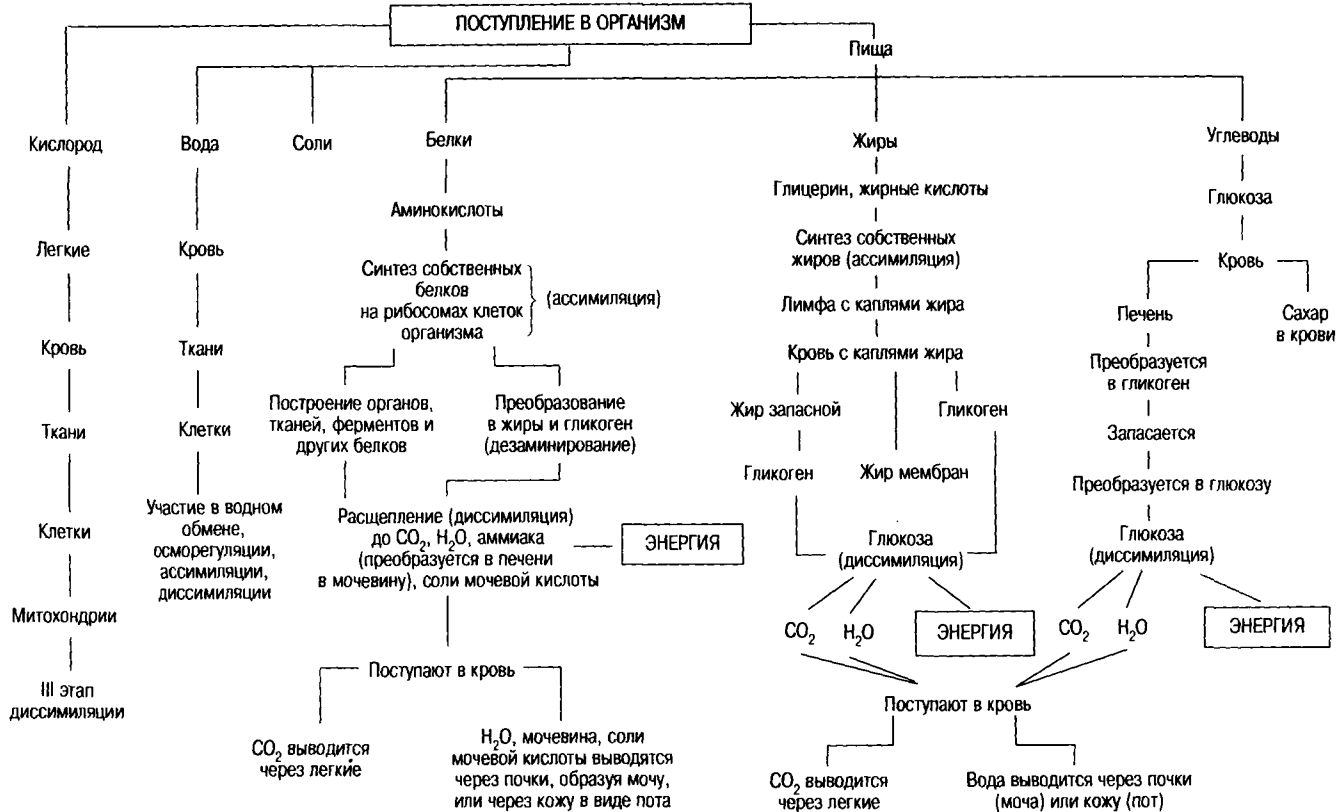 ПОСТУПЛЕНИЕ В ОРГАНИЗМ
Пища
Кислород
Легкие
Кровь
Ткани
Клетки
Митохондрии
III этап
диссимиляции
Вода
Кровь
Ткани
Клетки
Участие в водном
обмене,
осморегуляции,
ассимиляции,
диссимиляции
Соли
Белки
Аминокислоты
Синтез собственных
белков
на рибосомах клеток
организма
(ассимиляция)
Построение органов,
тканей, ферментов и
других белков
Преобразование
в жиры и гликоген
(дезаминирование)
Расщепление (диссимиляция)
до CO₂, H₂O, аммиака
(преобразуется в печени
в мочевину), соли мочевой кислоты
ЭНЕРГИЯ
Поступают в кровь
CO₂ выводится
через легкие
H₂O, мочевина, соли
мочевой кислоты выводятся
через почки, образуя мочу,
или через кожу в виде пота
Жиры
Глицерин, жирные кислоты
Синтез собственных
жиров (ассимиляция)
Лимфа с каплями жира
Кровь с каплями жира
Жир запасной
Гликоген
Гликоген
Жир мембран
Глюкоза
(диссимиляция)
CO₂ H₂O
ЭНЕРГИЯ
Углеводы
Глюкоза
Кровь
Печень
Сахар
в крови
Преобразуется
в гликоген
Запасается
Преобразуется в глюкозу
Глюкоза
(диссимиляция)
CO₂ H₂O
ЭНЕРГИЯ
Поступают в кровь
CO₂ выводится
через легкие
Вода выводится через почки
(моча) или кожу (пот)